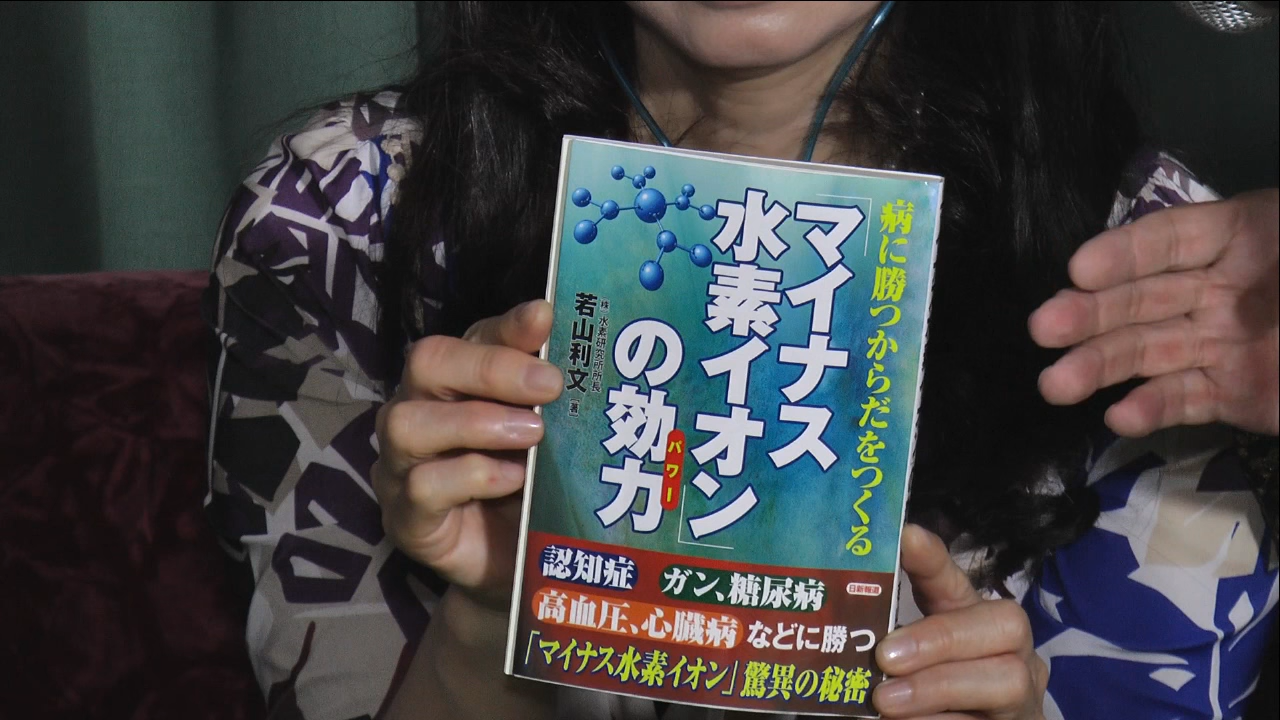 病に勝つからだをつくる
「マイナス
水素イオン」
の効力
パワー
株 水素研究所所長
若山利文[著]
認知症
ガン、糖尿病
日新報道
高血圧、心臓病などに勝つ
「マイナス水素イオン」驚異の秘密